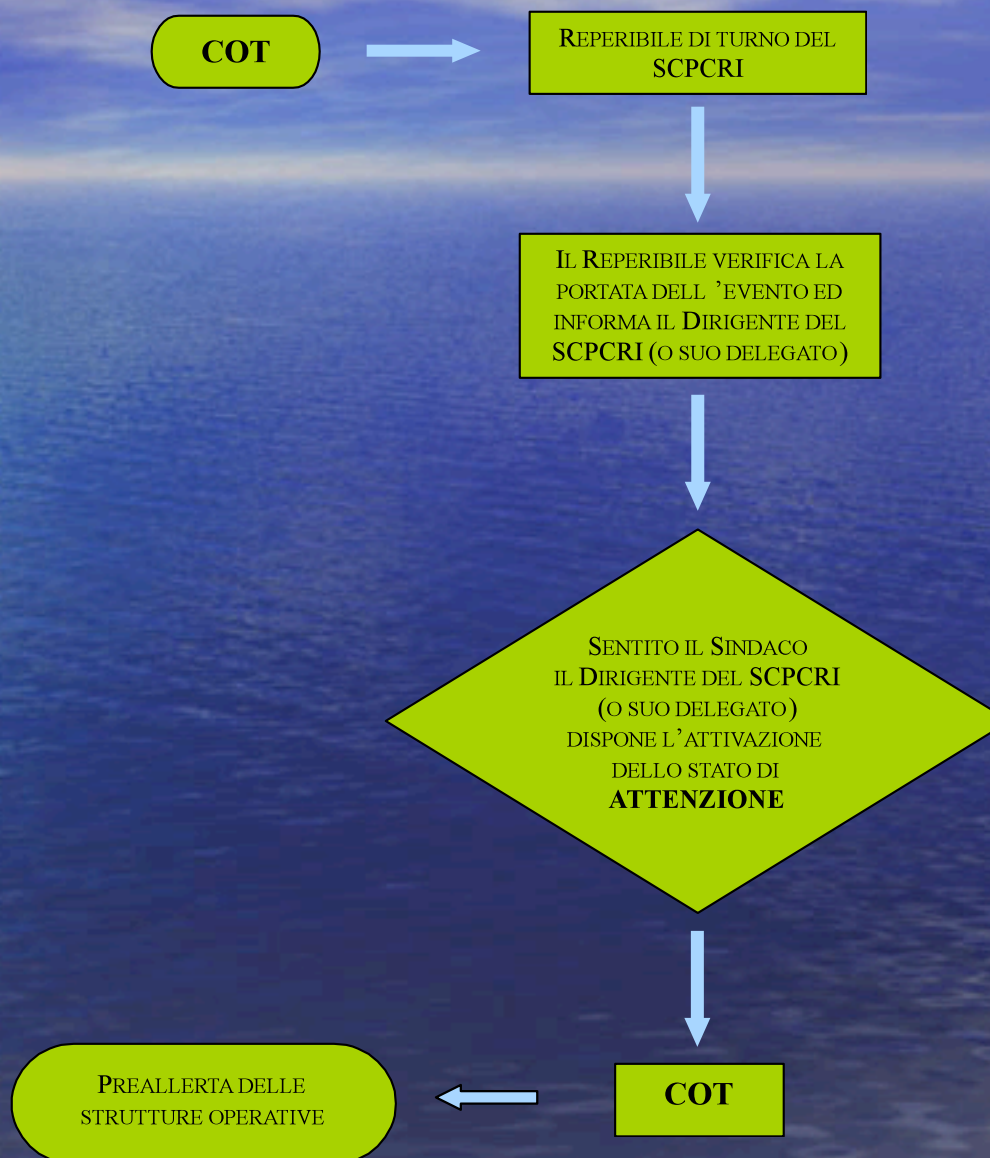 COT
REPERIBILE DI TURNO DEL
SCPCRI
IL REPERIBILE VERIFICA LA
PORTATA DELL 'EVENTO ED
INFORMA IL DIRIGENTE DEL
SCPCRI (O SUO DELEGATO)
SENTITO IL SINDACO
IL DIRIGENTE DEL SCPCRI
(O SUO DELEGATO)
DISPONE L'ATTIVAZIONE
DELLO STATO DI
ATTENZIONE
COT
PREALLERTA DELLE
STRUTTURE OPERATIVE